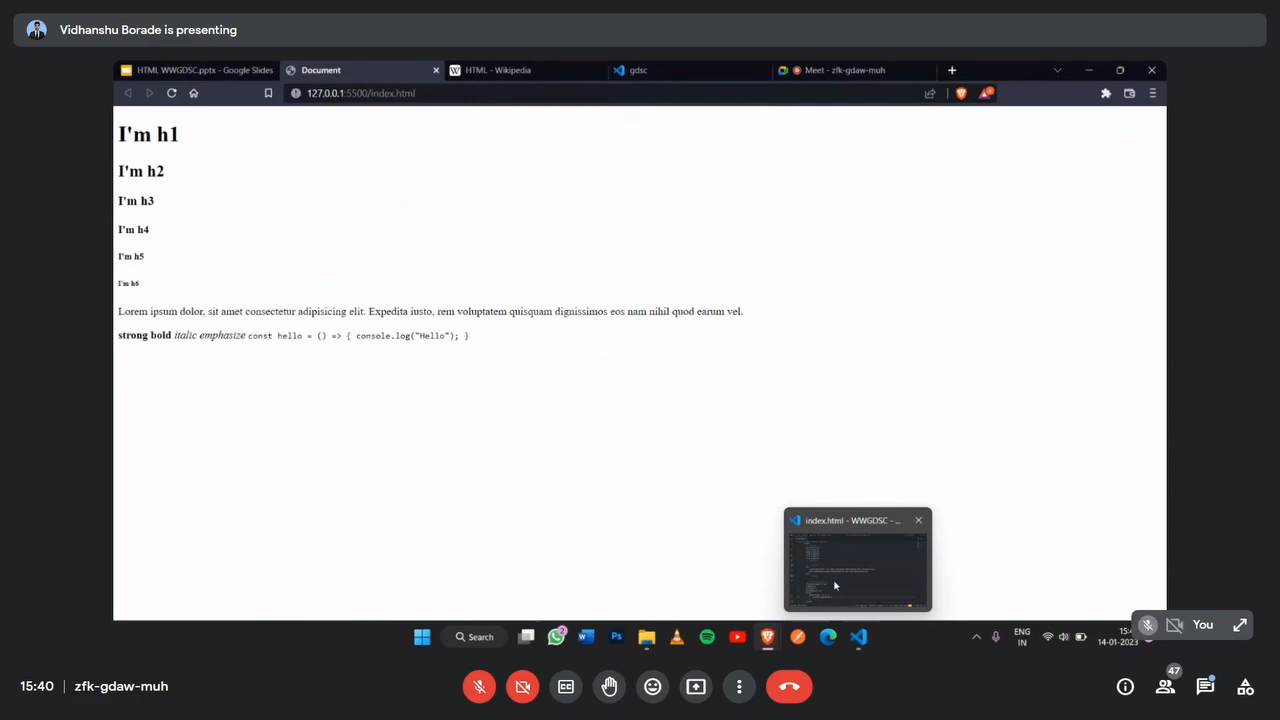 Vidhanshu Borade is presenting
HTML WWGDSC.pptx - Google Slides
Document
HTML - Wikipedia
gdsc
Meet - zfk-gdaw-muh
127.0.0.1:5500/index.html
I'm h1
I'm h2
I'm h3
I'm h4
I'm h5
I'm h6
Lorem ipsum dolor, sit amet consectetur adipisicing elit. Expedita iusto, rem voluptatem quisquam dignissimos eos nam nihil quod earum vel.
strong bold italic emphasize const hello = () => { console.log("Hello"); }
index.html - WWGDSC - ...
You
Search
2
ENG
IN
14-01-2023
15:40 | zfk-gdaw-muh
47